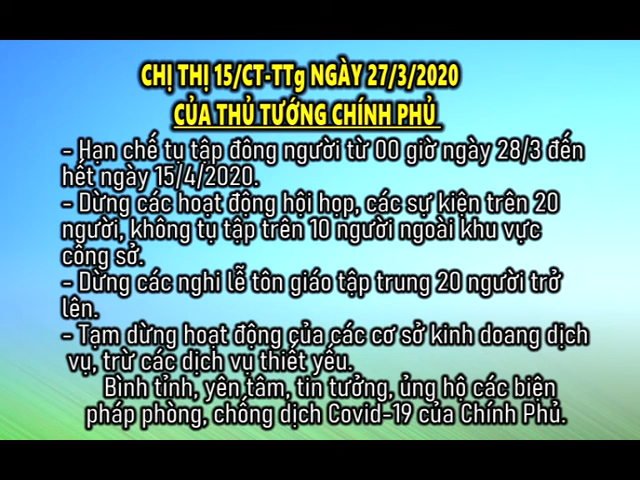 CHỊ THỊ 15/CT-TTg NGÀY 27/3/2020
CỦA THỦ TƯỚNG CHÍNH PHỦ
- Hạn chế tụ tập đông người từ 00 giờ ngày 28/3 đến
hết ngày 15/4/2020.
- Dừng các hoạt động hội họp, các sự kiện trên 20
người, không tụ tập trên 10 người ngoài khu vực
công sở.
- Dừng các nghi lễ tôn giáo tập trung 20 người trở
lên.
- Tạm dừng hoạt động của các cơ sở kinh doang dịch
vụ, trừ các dịch vụ thiết yếu.
Bình tỉnh, yên tâm, tin tưởng, ủng hộ các biện
pháp phòng, chống dịch Covid-19 của Chính Phủ.